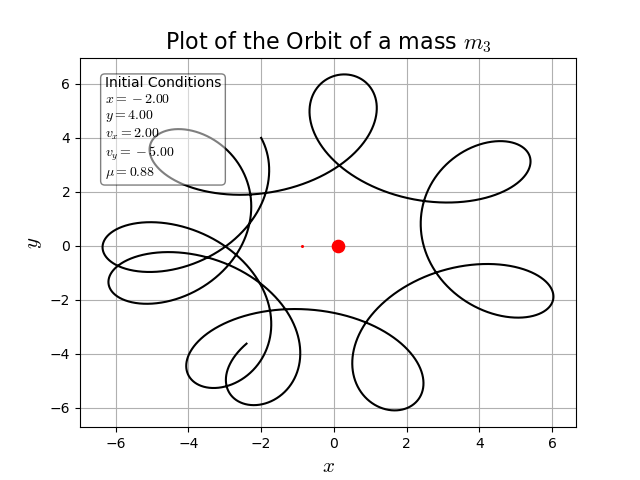 Plot of the Orbit of a mass m₃
Initial Conditions
x = −2.00
y = 4.00
vₓ = 2.00
v_y = −5.00
μ = 0.88
y
6
4
2
0
−2
−4
−6
−6 −4 −2 0 2 4 6
x